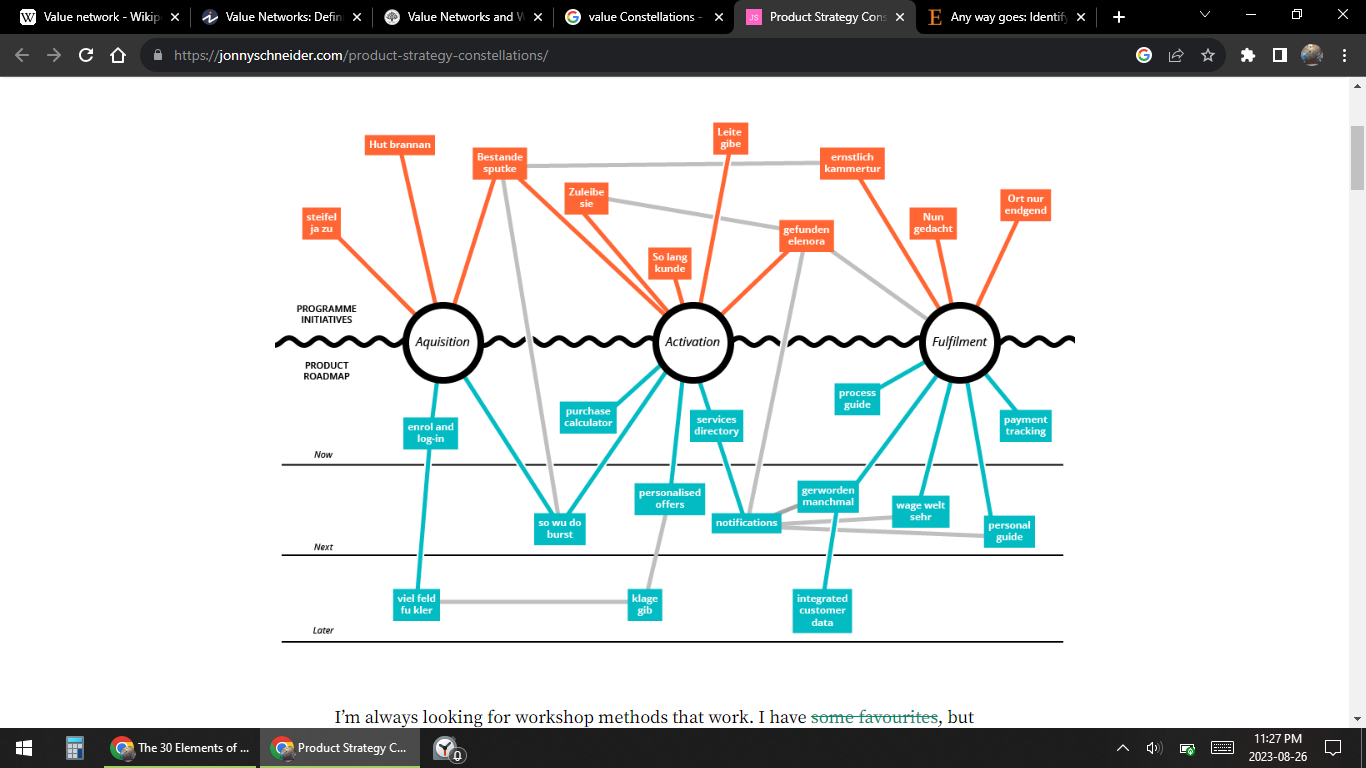 Value network - Wikip
Value Networks: Defini
Value Networks and V
value Constellations -
Product Strategy Cons
Any way goes: Identify
https://jonnyschneider.com/product-strategy-constellations/
Leite
gibe
Hut brannan
Bestande
sputke
ernstlich
kammertur
Zuleibe
sie
Ort nur
endgend
steifel
ja zu
Nun
gedacht
gefunden
elenora
So lang
kunde
PROGRAMME
INITIATIVES
Aquisition
Activation
Fulfilment
PRODUCT
ROADMAP
process
guide
purchase
calculator
services
directory
payment
tracking
enrol and
log-in
Now
personalised
offers
gerworden
manchmal
wage welt
sehr
so wu do
burst
notifications
personal
guide
Next
viel feld
fu kler
klage
gib
integrated
customer
data
Later
I'm always looking for workshop methods that work. I have some favourites, but
The 30 Elements of ...
Product Strategy C...
11:27 PM
2023-08-26